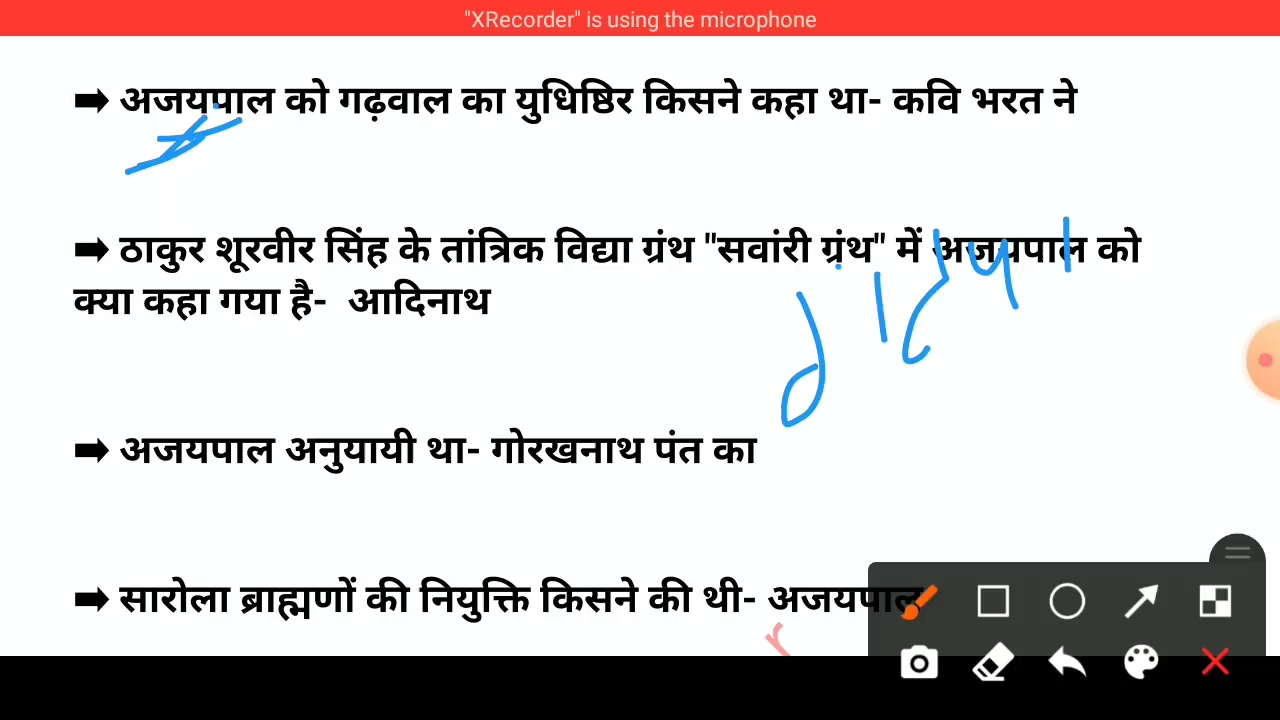 "XRecorder" is using the microphone
➡ अजयपाल को गढ़वाल का युधिष्ठिर किसने कहा था- कवि भरत ने
➡ ठाकुर शूरवीर सिंह के तांत्रिक विद्या ग्रंथ "सवांरी ग्रंथ" में अजयपाल को
क्या कहा गया है- आदिनाथ
➡ अजयपाल अनुयायी था- गोरखनाथ पंत का
➡ सारोला ब्राह्मणों की नियुक्ति किसने की थी- अजयपाल